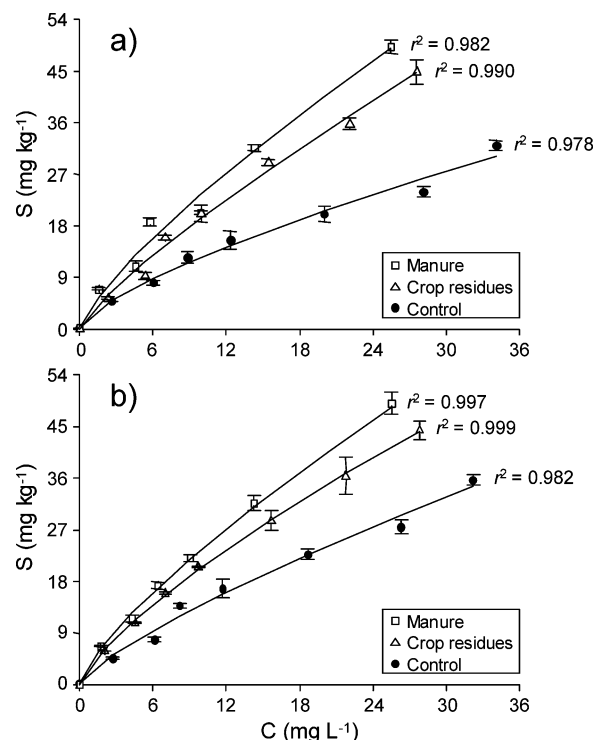 a)
S (mg kg⁻¹)
54
45
36
27
18
9
0
r² = 0.982
r² = 0.990
r² = 0.978
Manure
Crop residues
Control
0 6 12 18 24 30 36
b)
S (mg kg⁻¹)
54
45
36
27
18
9
0
r² = 0.997
r² = 0.999
r² = 0.982
Manure
Crop residues
Control
0 6 12 18 24 30 36
C (mg L⁻¹)